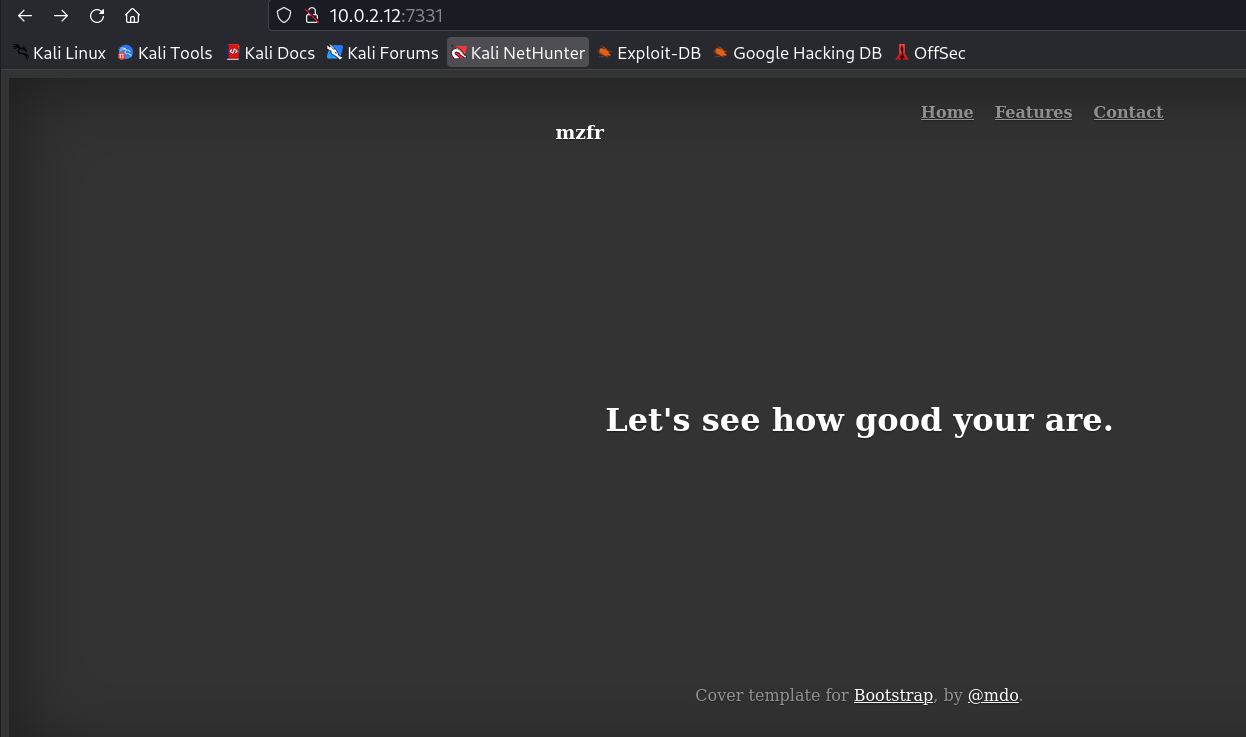 10.0.2.12:7331
Kali Linux Kali Tools Kali Docs Kali Forums Kali NetHunter Exploit-DB Google Hacking DB OffSec
Home Features Contact
mzfr
Let's see how good your are.
Cover template for Bootstrap, by @mdo.